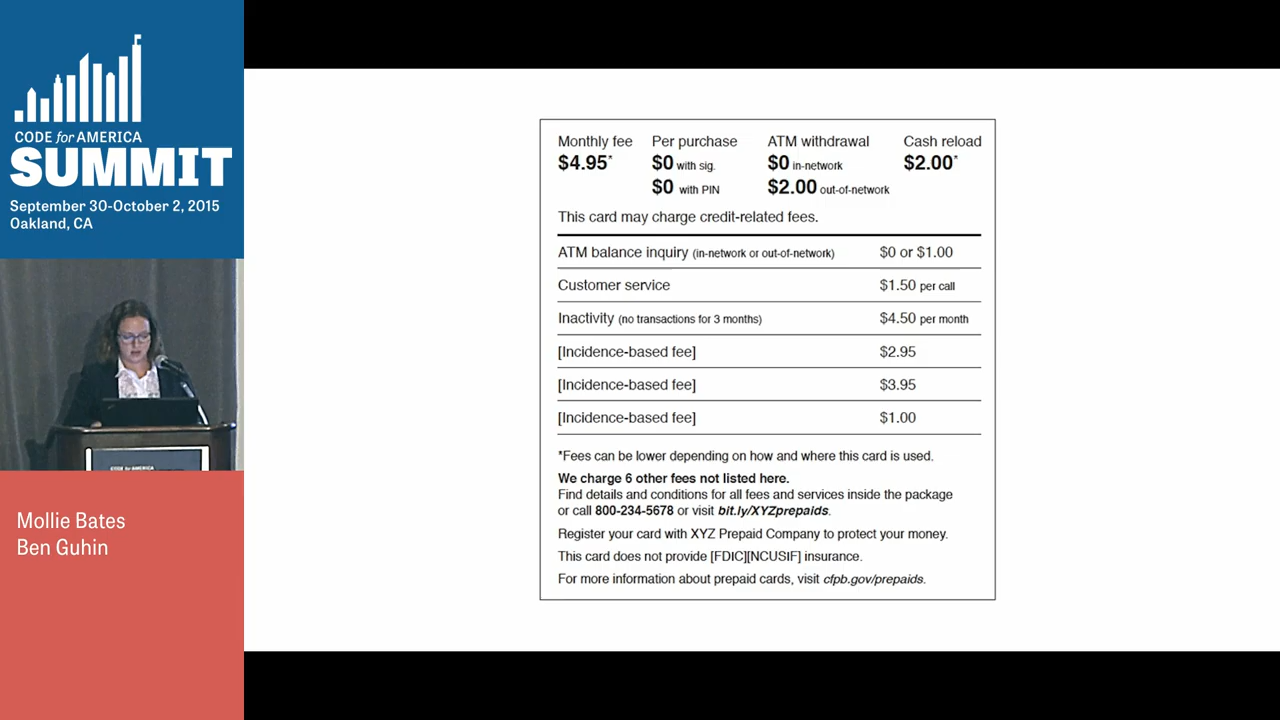 CODE for AMERICA
SUMMIT
September 30-October 2, 2015
Oakland, CA
CODE for AMERICA
Mollie Bates
Ben Guhin
Monthly fee Per purchase ATM withdrawal Cash reload
$4.95* $0 with sig. $0 in-network $2.00*
$0 with PIN $2.00 out-of-network
This card may charge credit-related fees.
ATM balance inquiry (in-network or out-of-network) $0 or $1.00
Customer service $1.50 per call
Inactivity (no transactions for 3 months) $4.50 per month
[Incidence-based fee] $2.95
[Incidence-based fee] $3.95
[Incidence-based fee] $1.00
*Fees can be lower depending on how and where this card is used.
We charge 6 other fees not listed here.
Find details and conditions for all fees and services inside the package
or call 800-234-5678 or visit bit.ly/XYZprepaids.
Register your card with XYZ Prepaid Company to protect your money.
This card does not provide [FDIC][NCUSIF] insurance.
For more information about prepaid cards, visit cfpb.gov/prepaids.